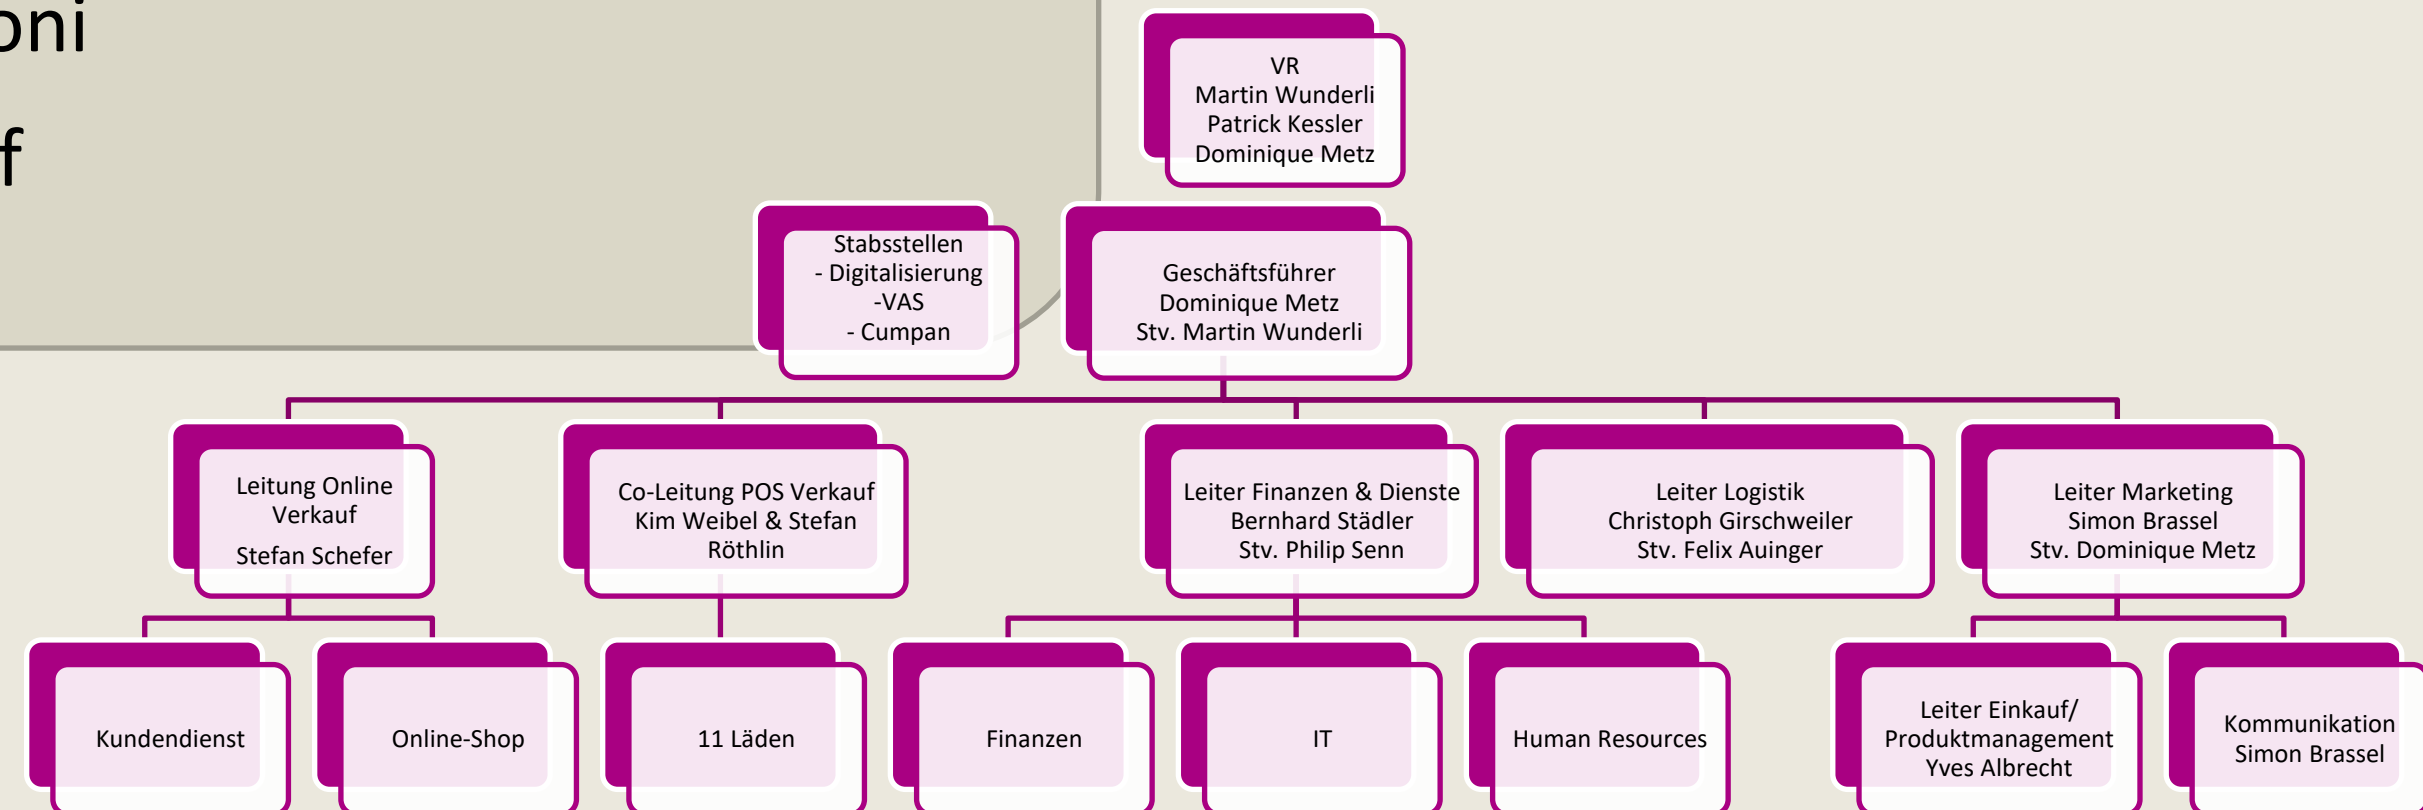 oni
f
VR
Martin Wunderli
Patrick Kessler
Dominique Metz
Stabsstellen
- Digitalisierung
-VAS
- Cumpan
Geschäftsführer
Dominique Metz
Stv. Martin Wunderli
Leitung Online
Verkauf
Stefan Schefer
Co-Leitung POS Verkauf
Kim Weibel & Stefan
Röthlin
Leiter Finanzen & Dienste
Bernhard Städler
Stv. Philip Senn
Leiter Logistik
Christoph Girschweiler
Stv. Felix Auinger
Leiter Marketing
Simon Brassel
Stv. Dominique Metz
Kundendienst
Online-Shop
11 Läden
Finanzen
IT
Human Resources
Leiter Einkauf/
Produktmanagement
Yves Albrecht
Kommunikation
Simon Brassel